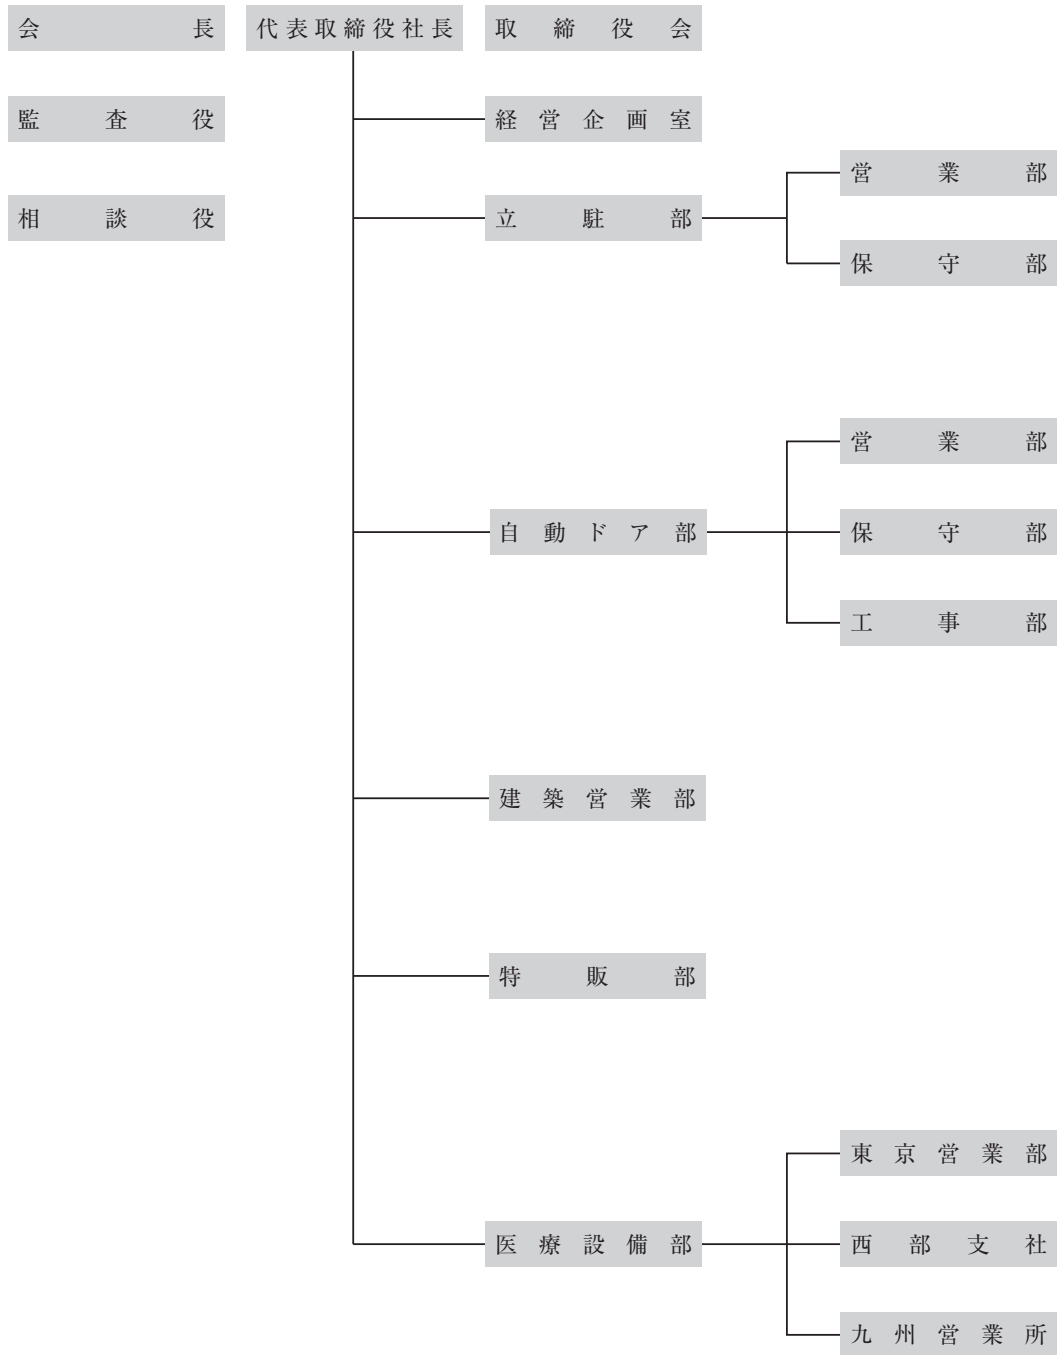 会長
代表取締役社長
取締役会
監査役
経営企画室
営業部
相談役
立駐部
保守部
営業部
自動ドア部
保守部
工事部
建築営業部
特販部
東京営業部
医療設備部
西部支社
九州営業所